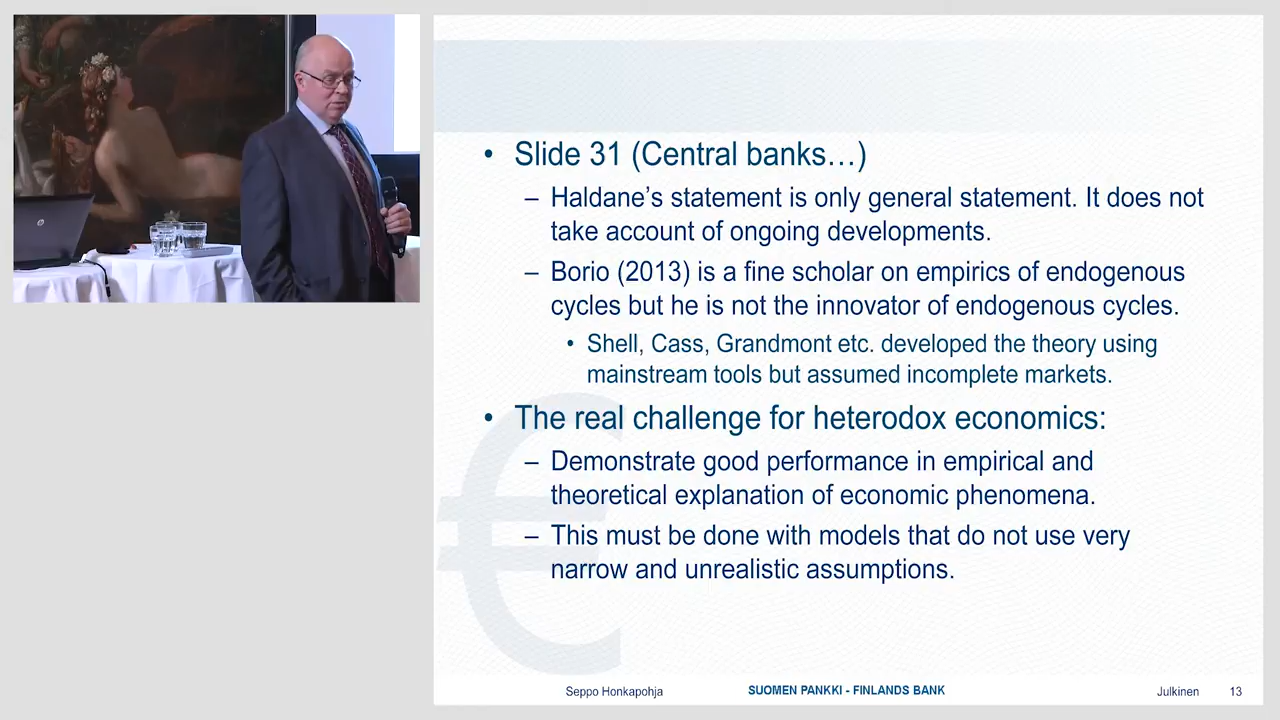 • Slide 31 (Central banks…)
– Haldane’s statement is only general statement. It does not
take account of ongoing developments.
– Borio (2013) is a fine scholar on empirics of endogenous
cycles but he is not the innovator of endogenous cycles.
• Shell, Cass, Grandmont etc. developed the theory using
mainstream tools but assumed incomplete markets.
• The real challenge for heterodox economics:
– Demonstrate good performance in empirical and
theoretical explanation of economic phenomena.
– This must be done with models that do not use very
narrow and unrealistic assumptions.
Seppo Honkapohja SUOMEN PANKKI - FINLANDS BANK Julkinen 13